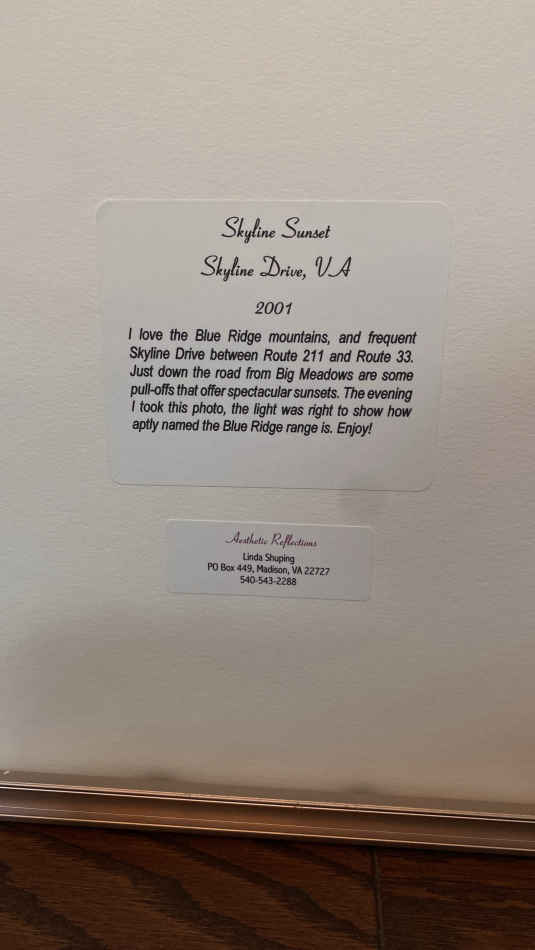 Skyline Sunset
Skyline Drive, VA
2001
I love the Blue Ridge mountains, and frequent
Skyline Drive between Route 211 and Route 33.
Just down the road from Big Meadows are some
pull-offs that offer spectacular sunsets. The evening
I took this photo, the light was right to show how
aptly named the Blue Ridge range is. Enjoy!
Aesthetic Reflections
Linda Shuping
PO Box 449, Madison, VA 22727
540-543-2288